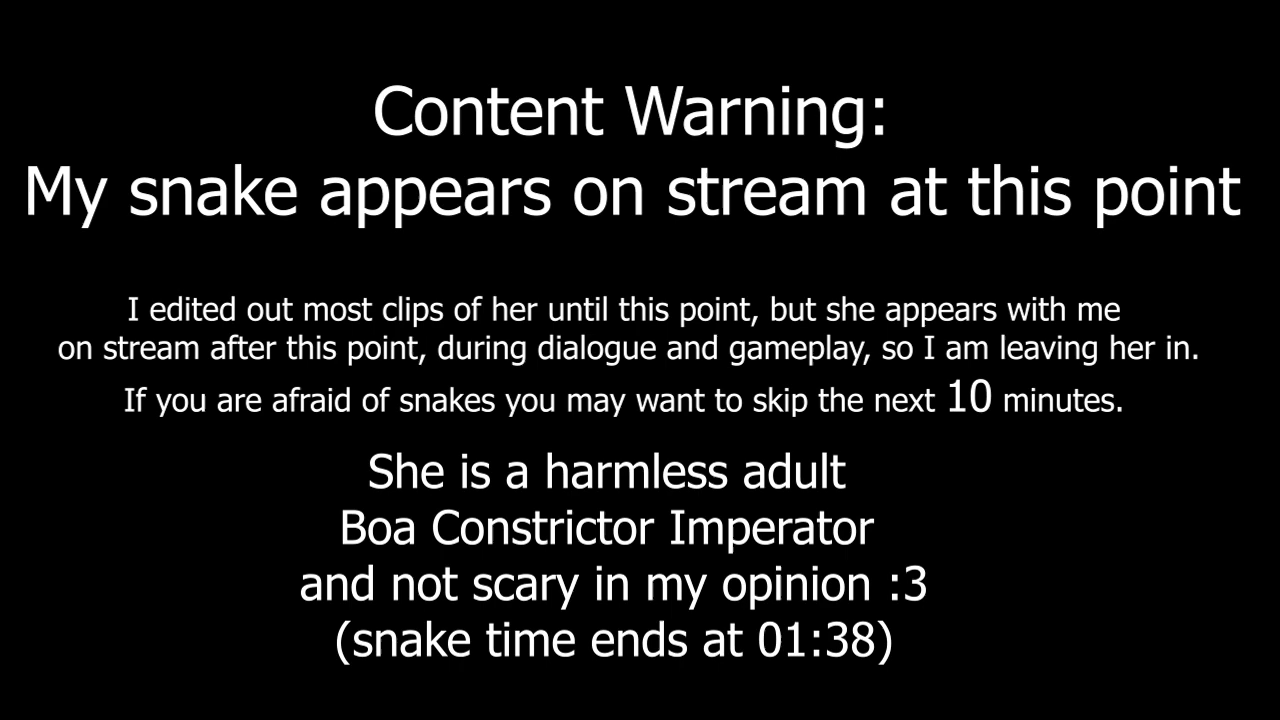 Content Warning:
My snake appears on stream at this point
I edited out most clips of her until this point, but she appears with me
on stream after this point, during dialogue and gameplay, so I am leaving her in.
If you are afraid of snakes you may want to skip the next 10 minutes.
She is a harmless adult
Boa Constrictor Imperator
and not scary in my opinion :3
(snake time ends at 01:38)